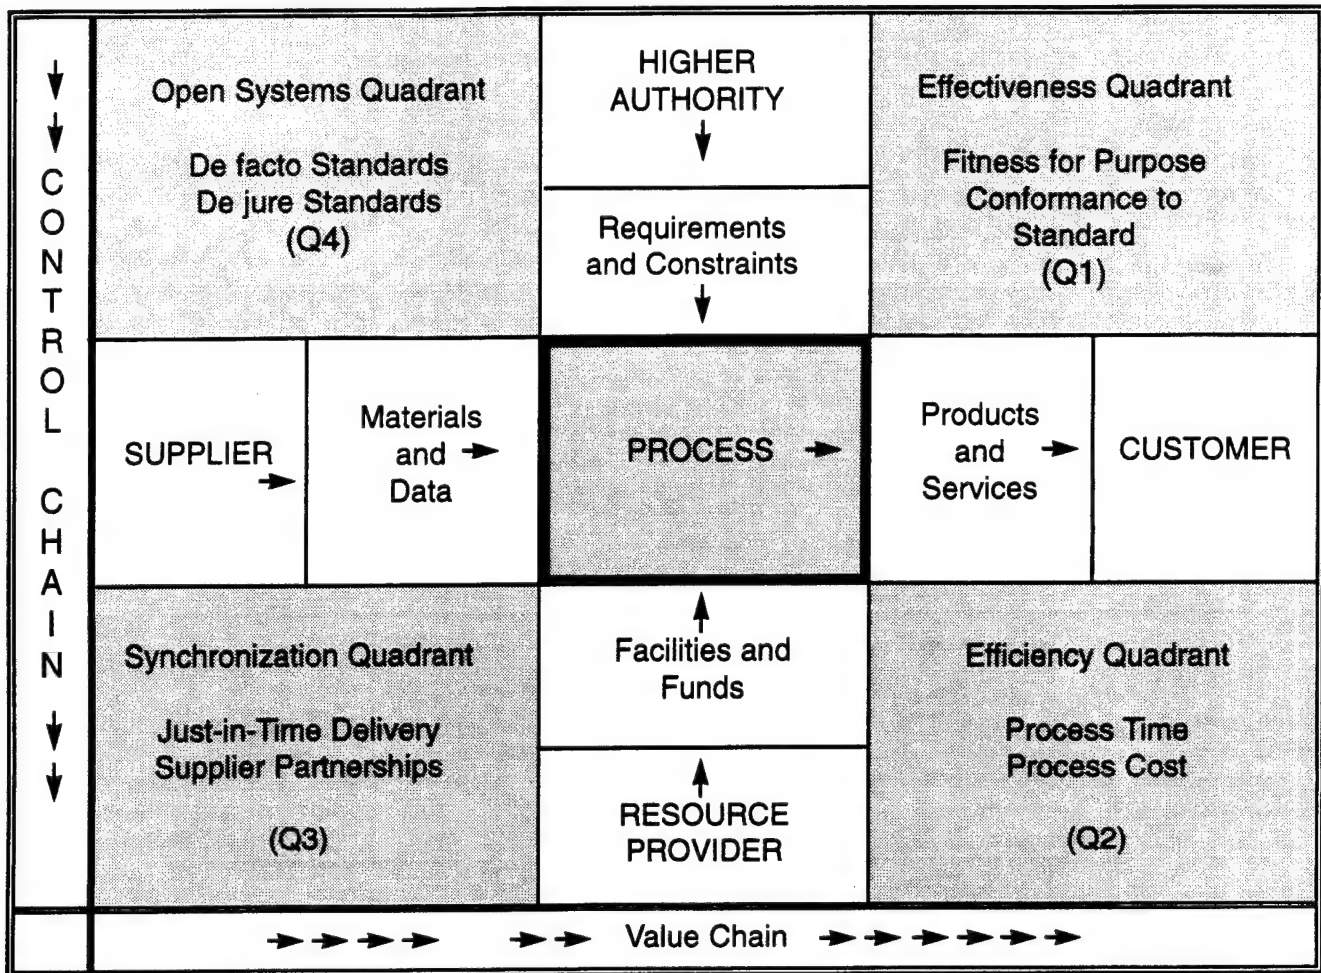 CONTROL CHAIN
Open Systems Quadrant
De facto Standards
De jure Standards
(Q4)
HIGHER
AUTHORITY
Requirements
and Constraints
Effectiveness Quadrant
Fitness for Purpose
Conformance to
Standard
(Q1)
SUPPLIER
Materials
and
Data
PROCESS
Products
and
Services
CUSTOMER
Synchronization Quadrant
Just-in-Time Delivery
Supplier Partnerships
(Q3)
Facilities and
Funds
RESOURCE
PROVIDER
Efficiency Quadrant
Process Time
Process Cost
(Q2)
Value Chain